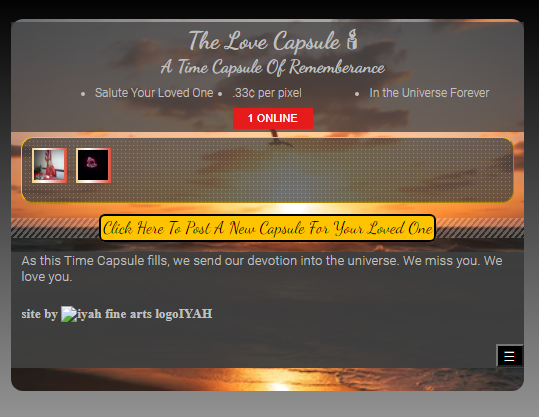 The Love Capsule
A Time Capsule Of Rememberance
Salute Your Loved One
.33¢ per pixel
In the Universe Forever
1 ONLINE
Click Here To Post A New Capsule For Your Loved One
As this Time Capsule fills, we send our devotion into the universe. We miss you. We
love you.
site by iyah fine arts logoIYAH